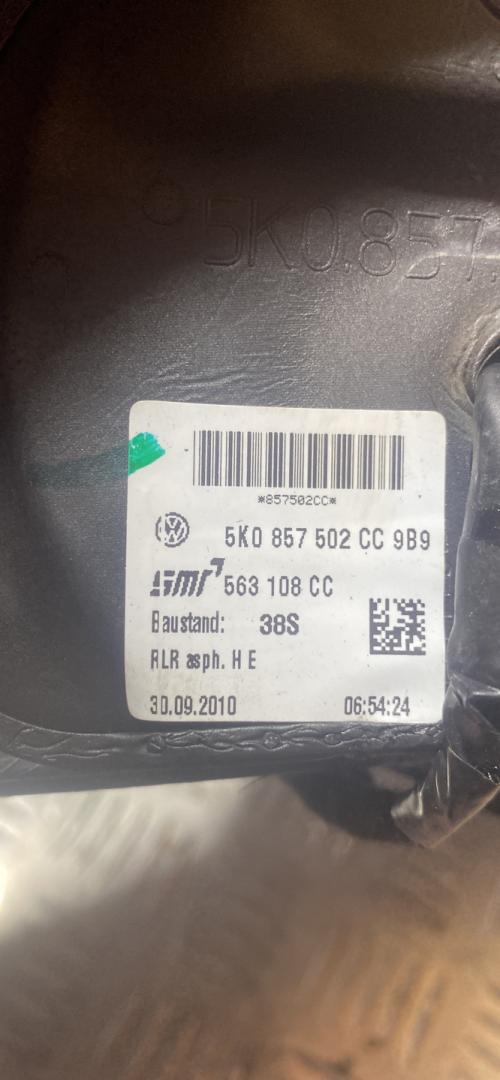 5K0.857
*857502CC*
5K0 857 502 CC 9B9
SMR 563 108 CC
Baustand: 38S
RLR asph. H E
30.09.2010 06:54:24